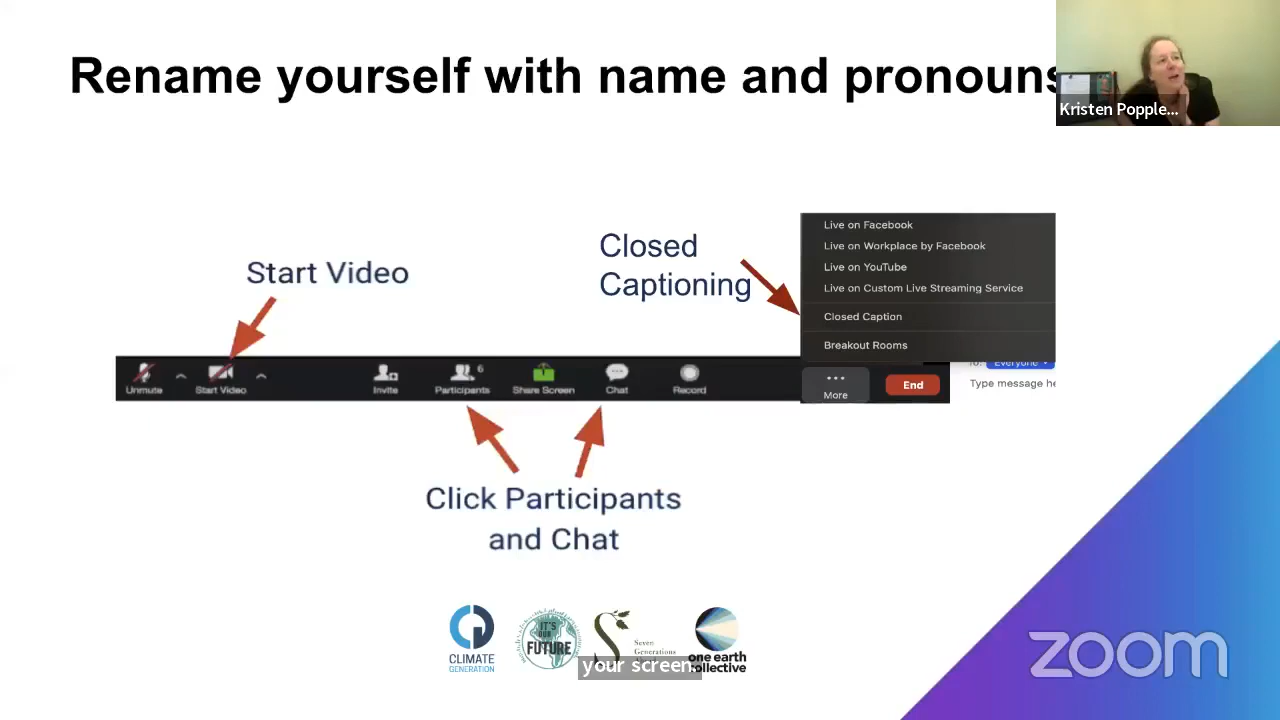 Rename yourself with name and pronouns
Kristen Popple...
Start Video
Closed
Captioning
Live on Facebook
Live on Workplace by Facebook
Live on YouTube
Live on Custom Live Streaming Service
Closed Caption
Breakout Rooms
Unmute
Start Video
Invite
Participants
6
Share Screen
Chat
Record
More
End
To: Everyone
Type message he
Click Participants
and Chat
CLIMATE
GENERATION
IT'S
OUR
FUTURE
Seven
Generations
one earth
collective
your screen.
zoom